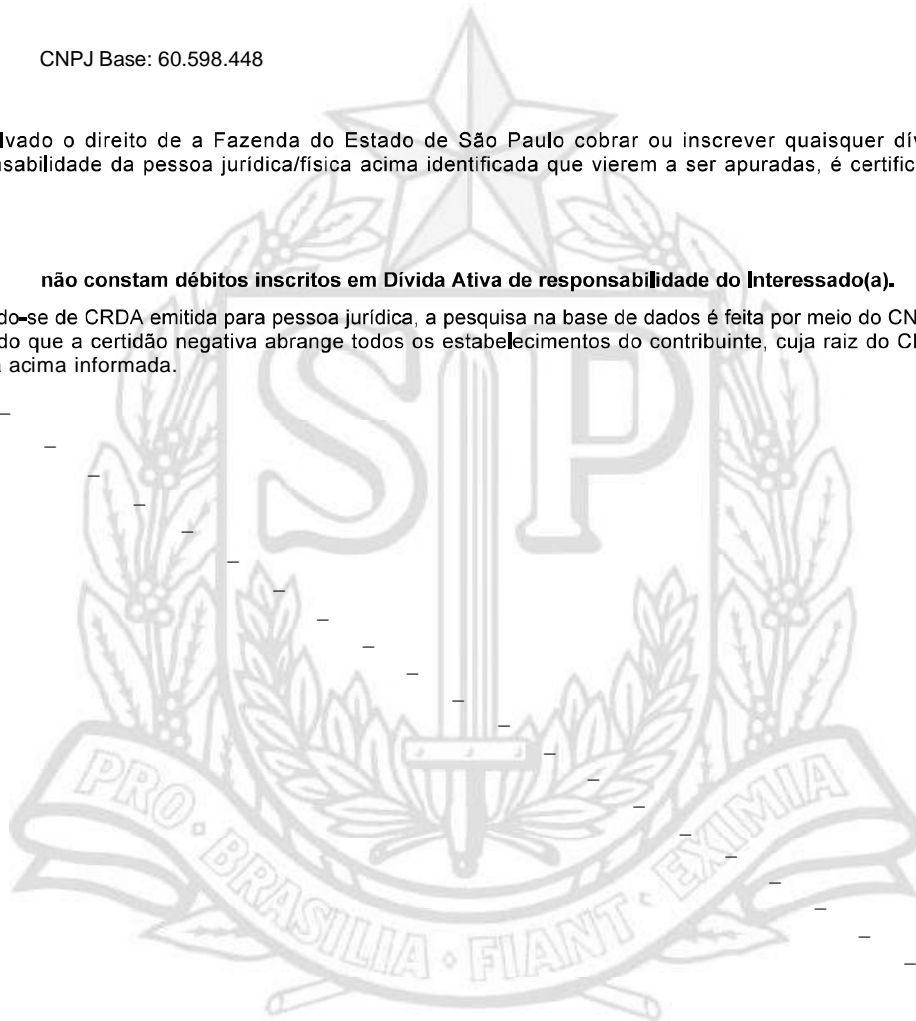 CNPJ Base: 60.598.448
lvado o direito de a Fazenda do Estado de São Paulo cobrar ou inscrever quaisquer dív
nsabilidade da pessoa jurídica/física acima identificada que vierem a ser apuradas, é certific
não constam débitos inscritos em Dívida Ativa de responsabilidade do Interessado(a).
do-se de CRDA emitida para pessoa jurídica, a pesquisa na base de dados é feita por meio do CN
do que a certidão negativa abrange todos os estabelecimentos do contribuinte, cuja raiz do C
acima informada.
SP
PRO · BRASILIA · FIANT · EXIMIA